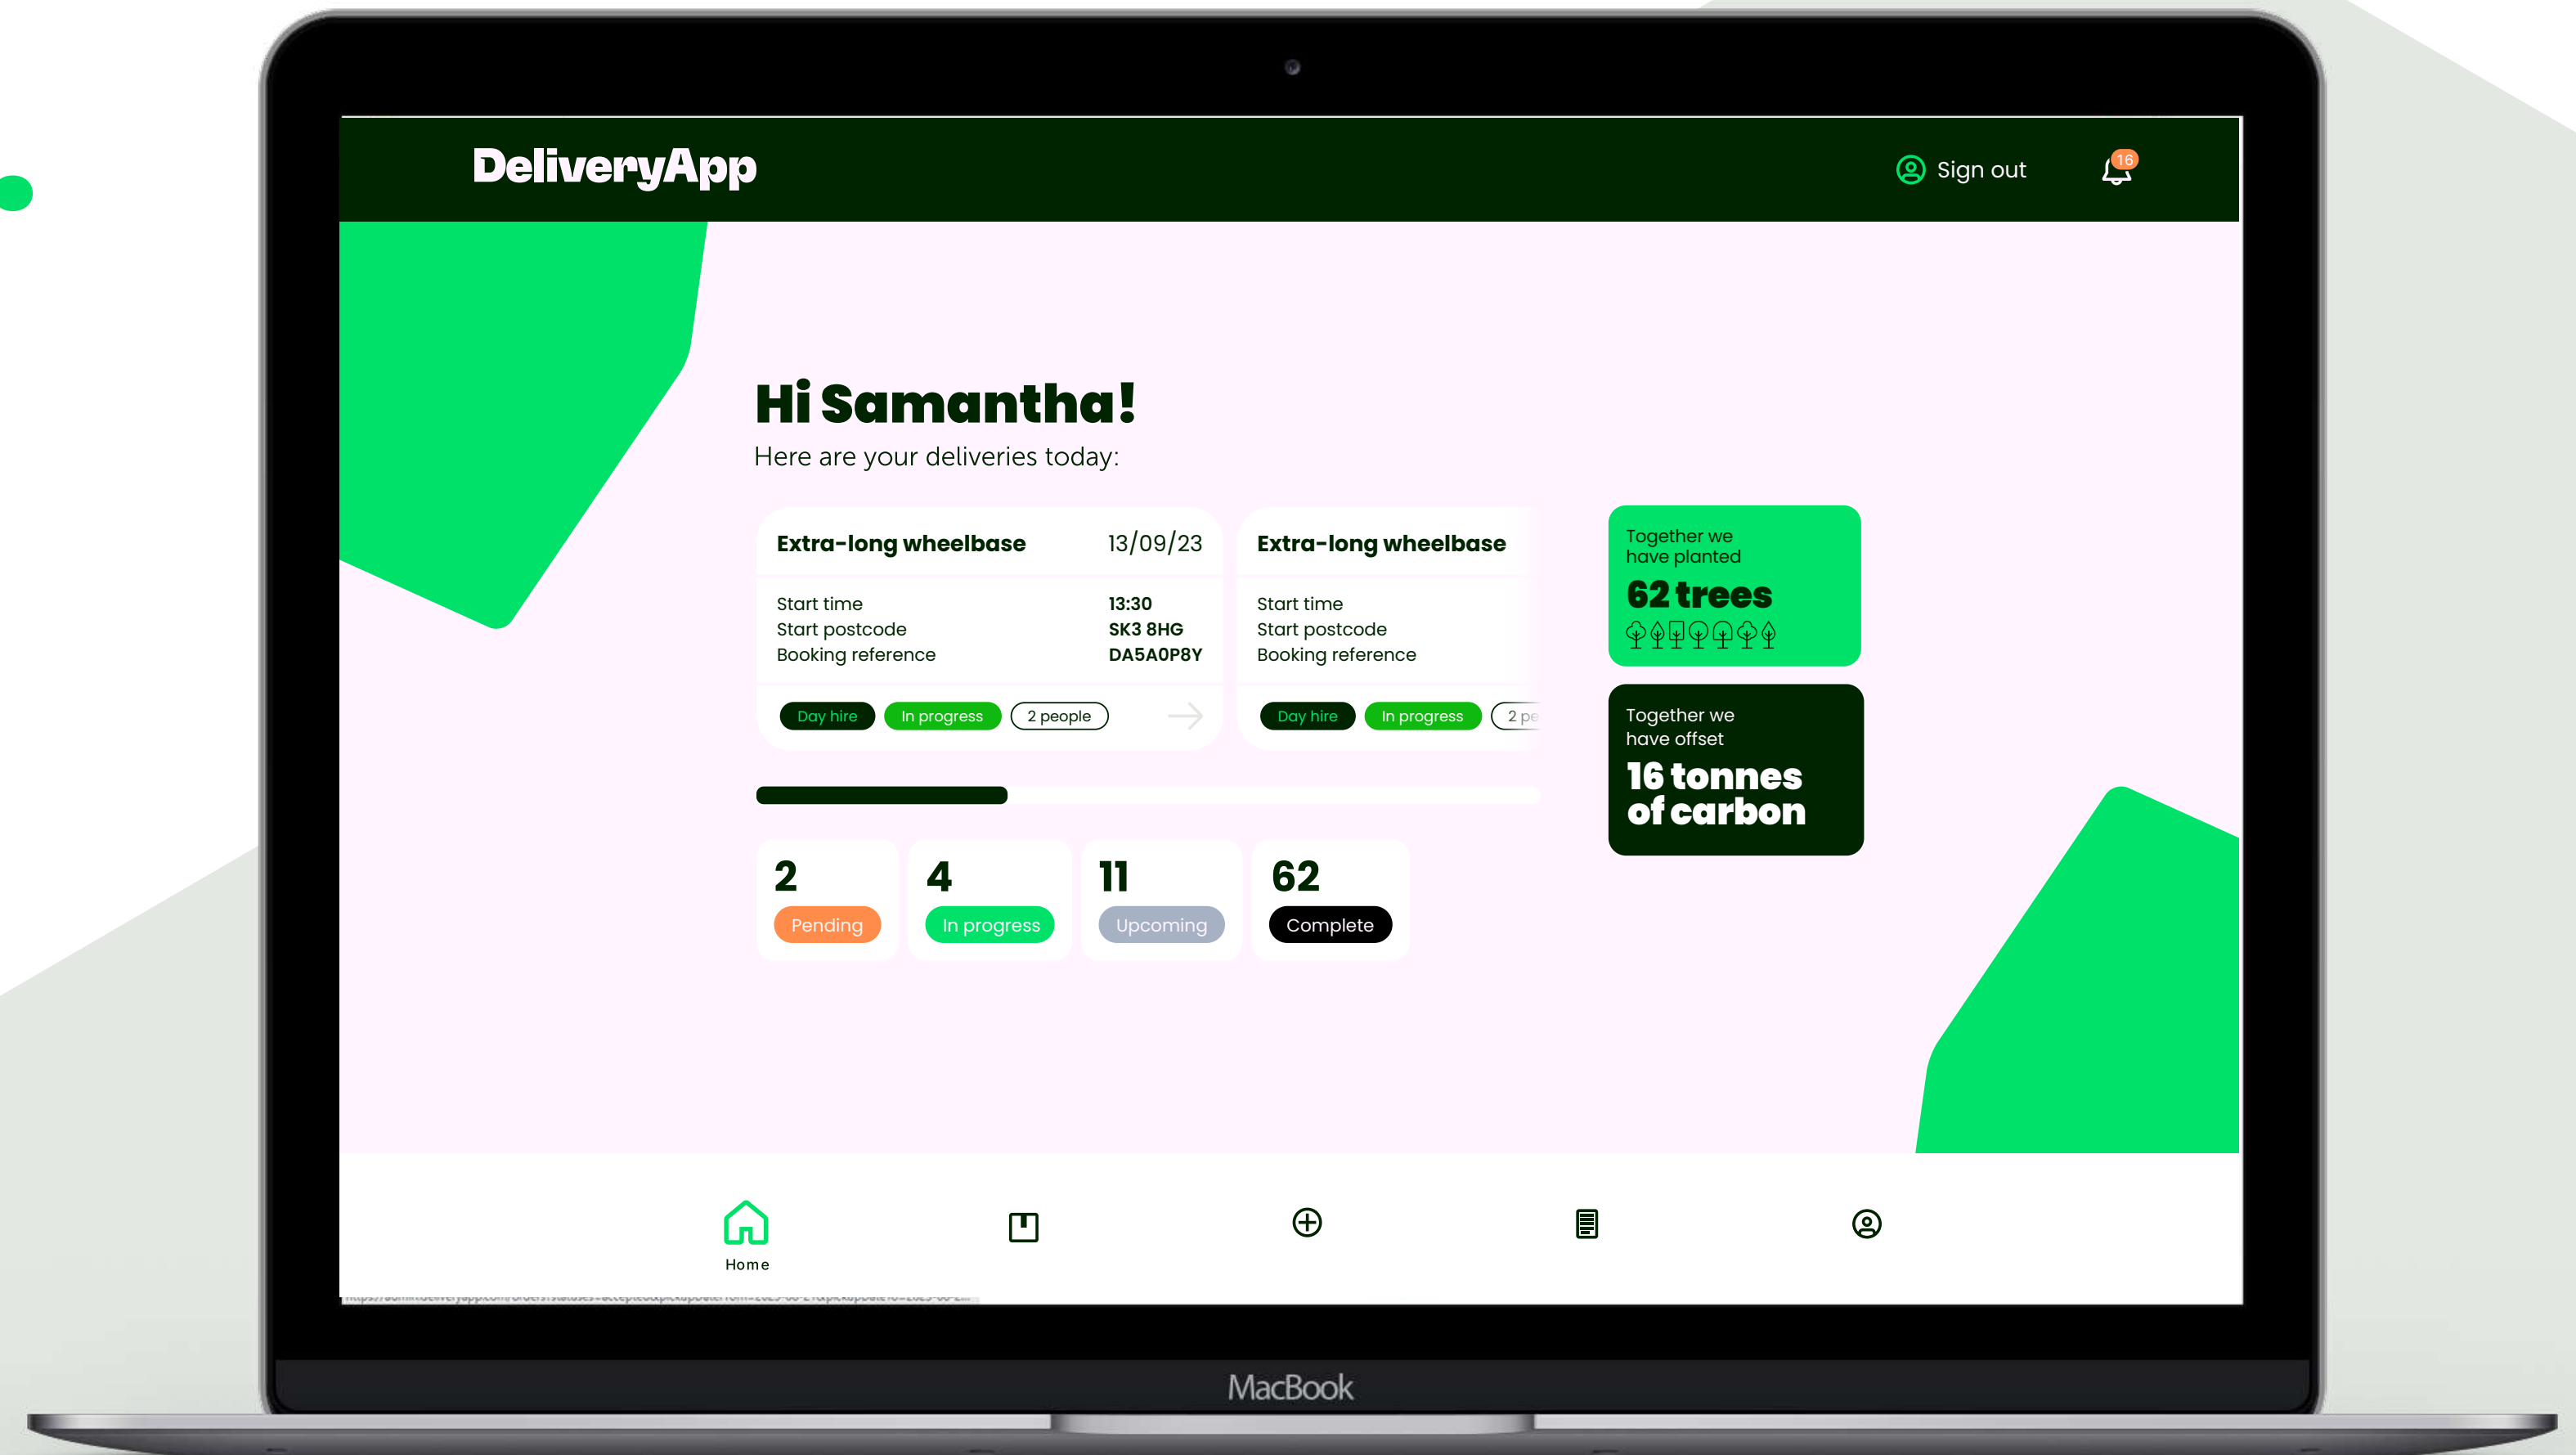 DeliveryApp
Sign out
16
Hi Samantha!
Here are your deliveries today:
Extra-long wheelbase 13/09/23
Start time 13:30
Start postcode SK3 8HG
Booking reference DA5A0P8Y
Day hire In progress 2 people
Extra-long wheelbase
Start time
Start postcode
Booking reference
Day hire In progress 2 pe
Together we
have planted
62 trees
Together we
have offset
16 tonnes
of carbon
2
Pending
4
In progress
11
Upcoming
62
Complete
Home
MacBook